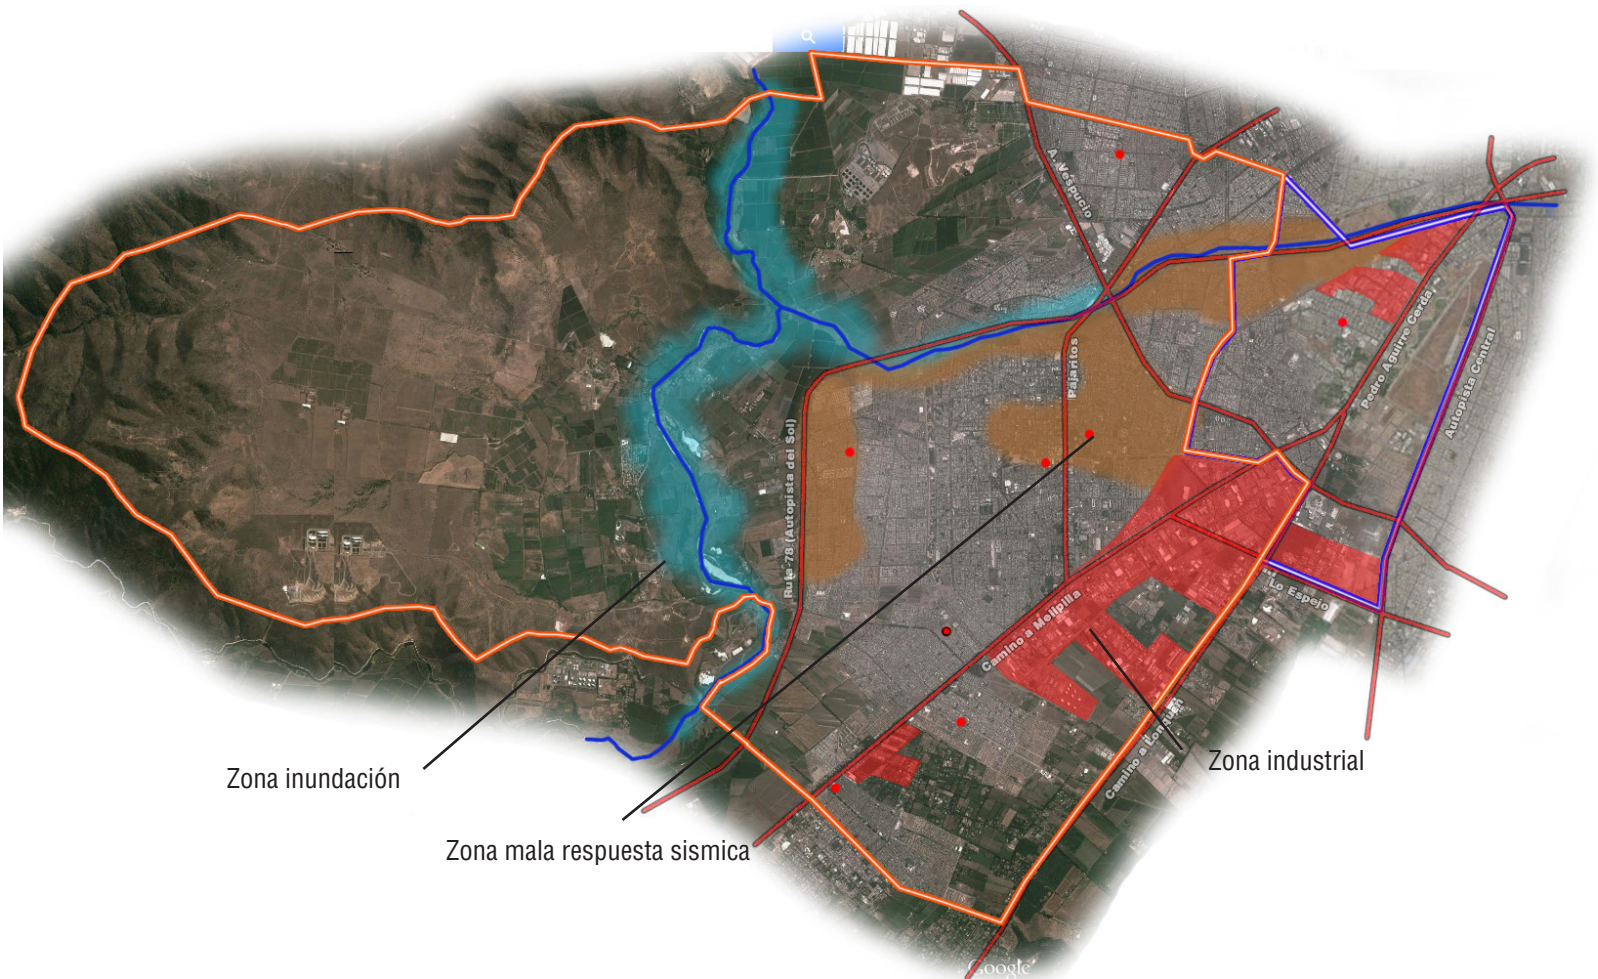 A. Vespucio
Pajaritos
Pedro Aguirre Cerda
Autopista Central
Ruta-78 (Autopista del Sol)
Lo Espejo
Camino a Melipilla
Camino a Lonquén
Zona industrial
Zona inundación
Zona mala respuesta sismica
Google